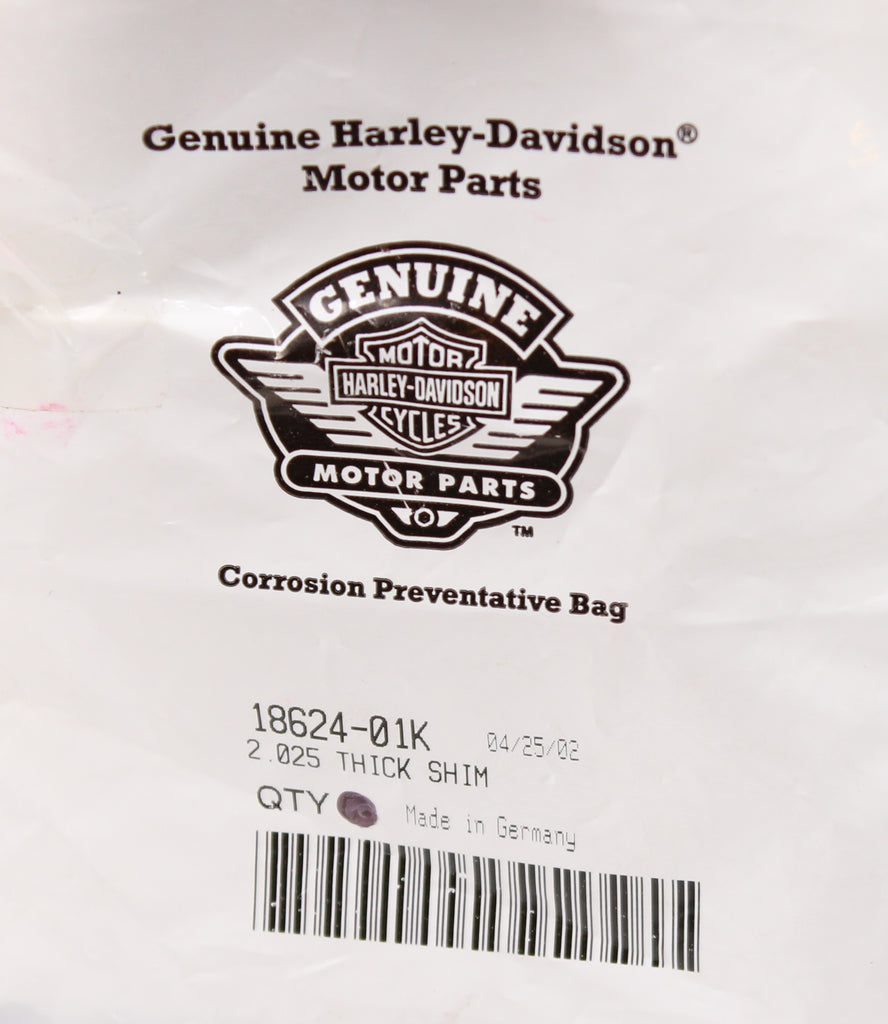 Genuine Harley-Davidson®
Motor Parts
GENUINE
MOTOR
HARLEY-DAVIDSON
CYCLES
MOTOR PARTS
TM
Corrosion Preventative Bag
18624-01K 04/25/02
2.025 THICK SHIM
QTY Made in Germany